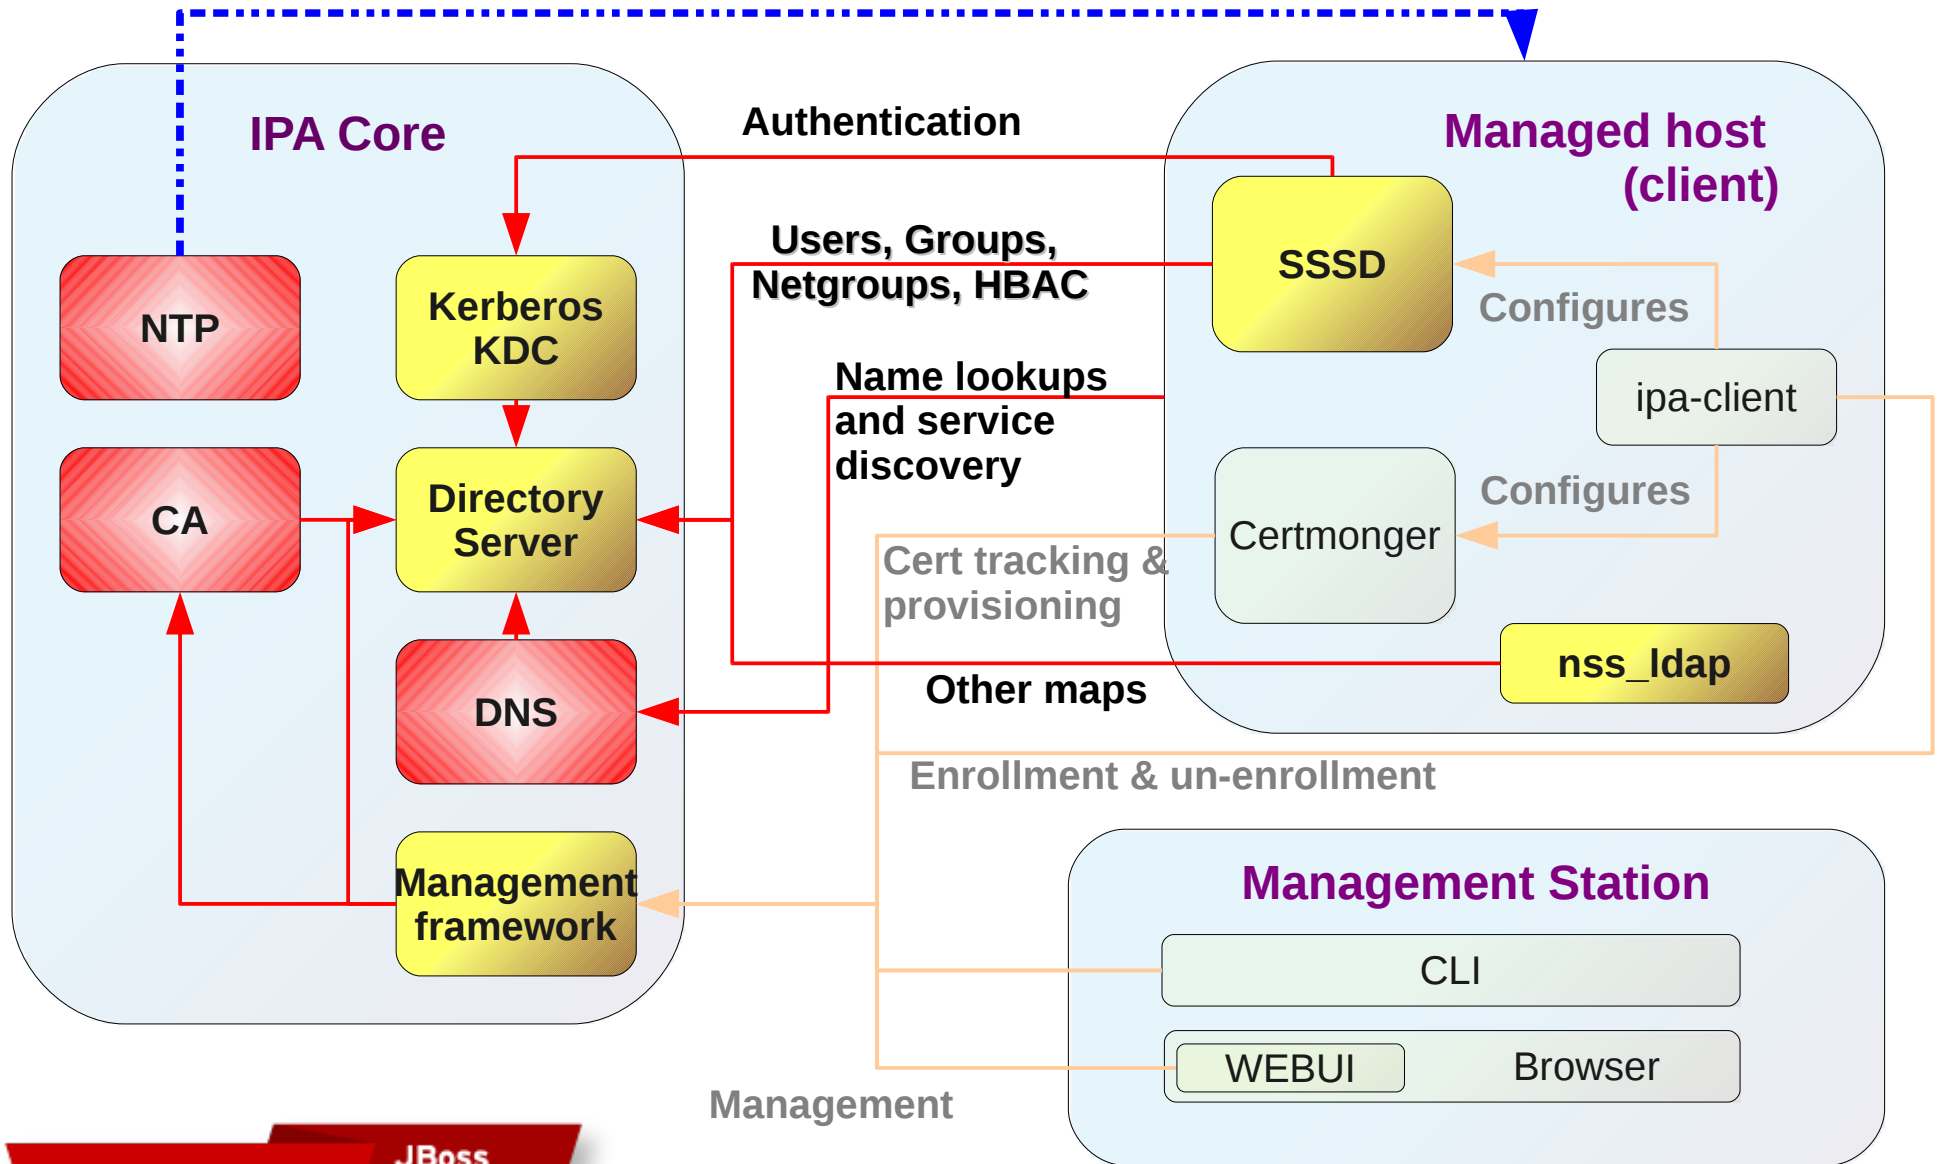 IPA Core
Authentication
Managed host
(client)
Users, Groups,
Netgroups, HBAC
SSSD
Configures
NTP
Kerberos
KDC
Name lookups
and service
discovery
ipa-client
CA
Directory
Server
Configures
Certmonger
Cert tracking &
provisioning
nss_ldap
Other maps
DNS
Enrollment & un-enrollment
Management
framework
Management Station
CLI
WEBUI
Browser
Management
JBoss